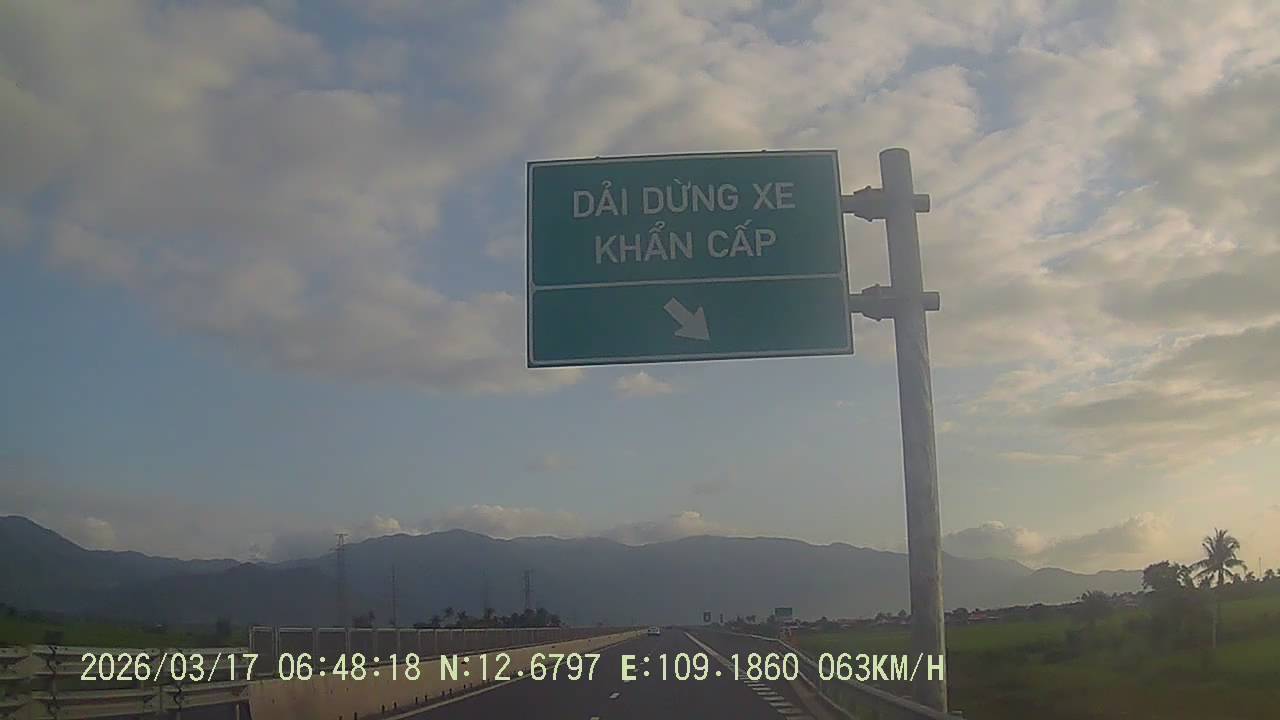 DẢI DỪNG XE
KHẨN CẤP
2026/03/17 06:48:18 N:12.6797 E:109.1860 063KM/H